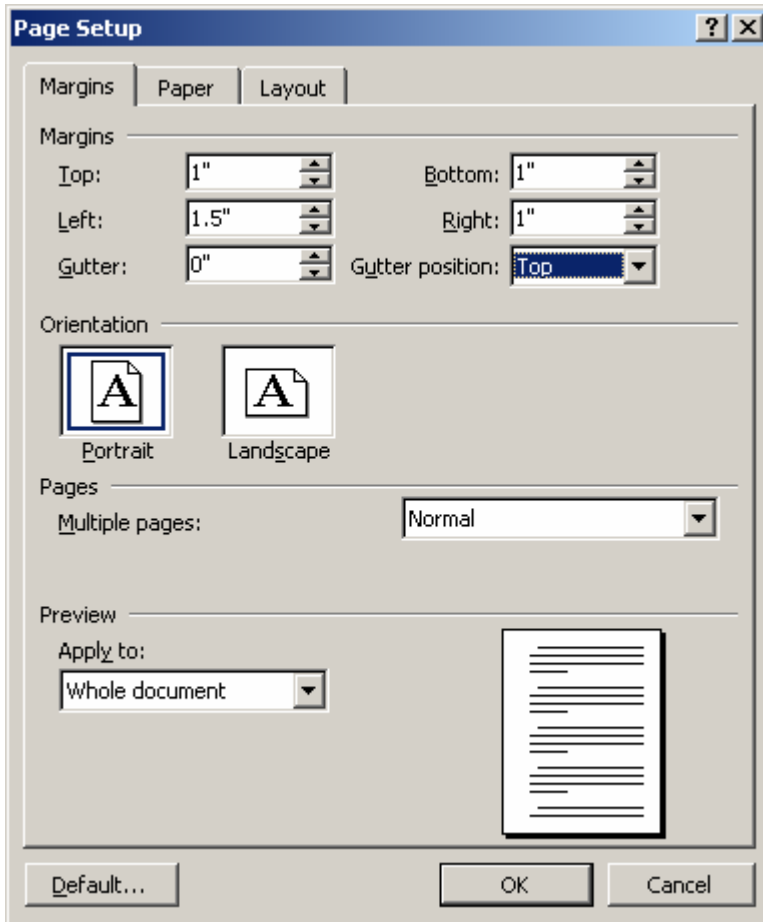 Page Setup
Margins Paper Layout
Margins
Top: 1" Bottom: 1"
Left: 1.5" Right: 1"
Gutter: 0" Gutter position: Top
Orientation
A A
Portrait Landscape
Pages
Multiple pages: Normal
Preview
Apply to:
Whole document
Default... OK Cancel